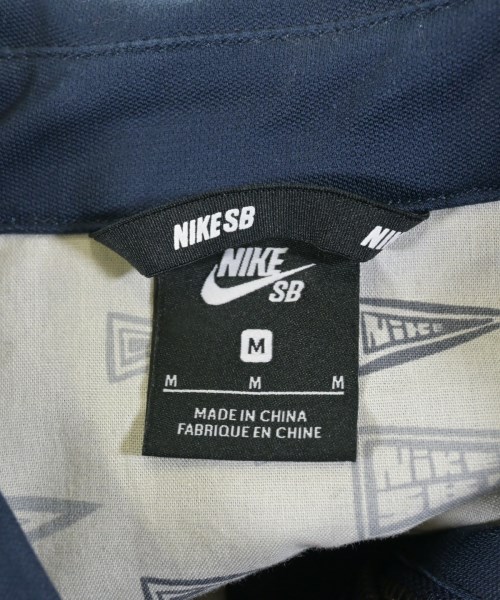 NIKE SB
NIKE
NIKE
SB
M
M M M
MADE IN CHINA
FABRIQUE EN CHINE
NIKE
NIKE
SB